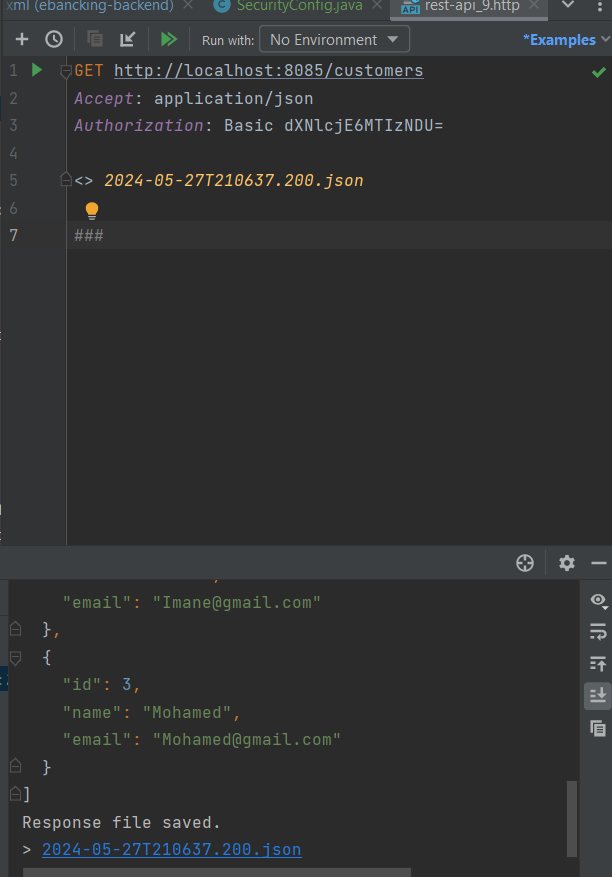 xml (ebancking-backend) SecurityConfig.java API rest-api_9.http
Run with: No Environment *Examples
1 GET http://localhost:8085/customers
2 Accept: application/json
3 Authorization: Basic dXNlcjE6MTIzNDU=
4
5 <> 2024-05-27T210637.200.json
6
7 ###
"email": "Imane@gmail.com"
},
{
"id": 3,
"name": "Mohamed",
"email": "Mohamed@gmail.com"
}
]
Response file saved.
> 2024-05-27T210637.200.json